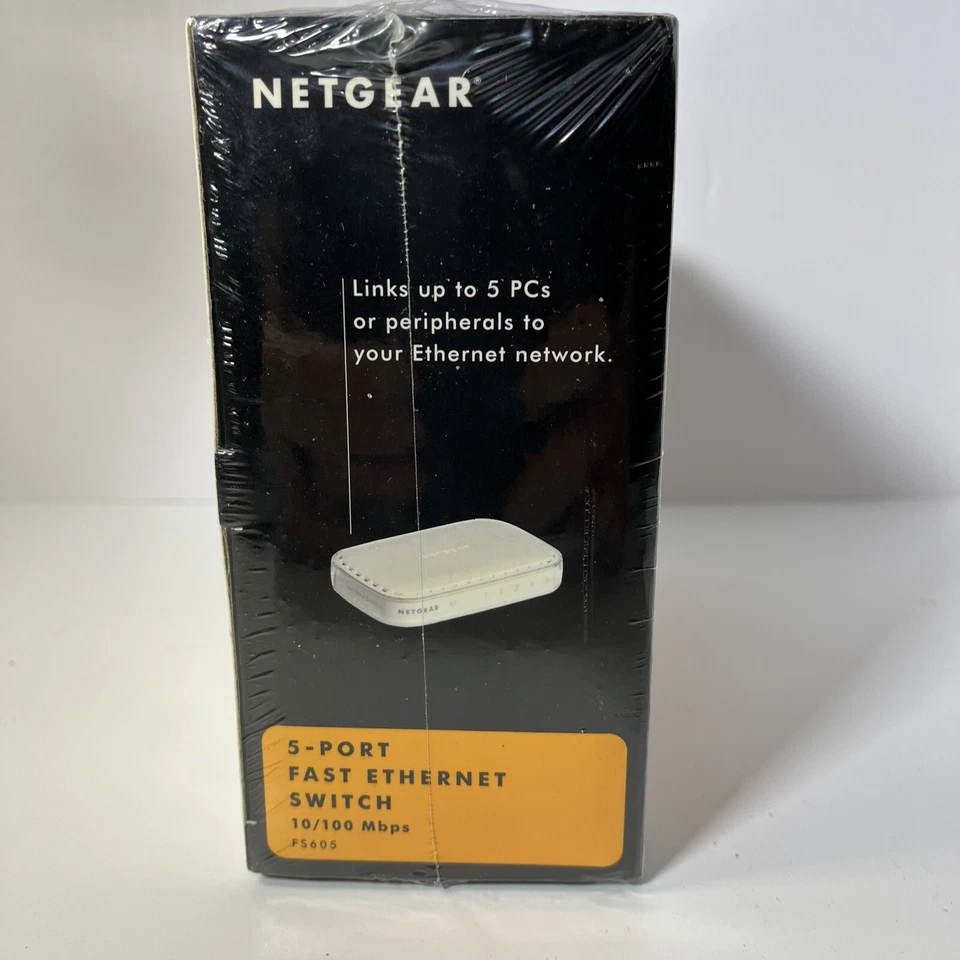 NETGEAR®
Links up to 5 PCs
or peripherals to
your Ethernet network.
NETGEAR
NETGEAR
5-PORT
FAST ETHERNET
SWITCH
10/100 Mbps
FS605